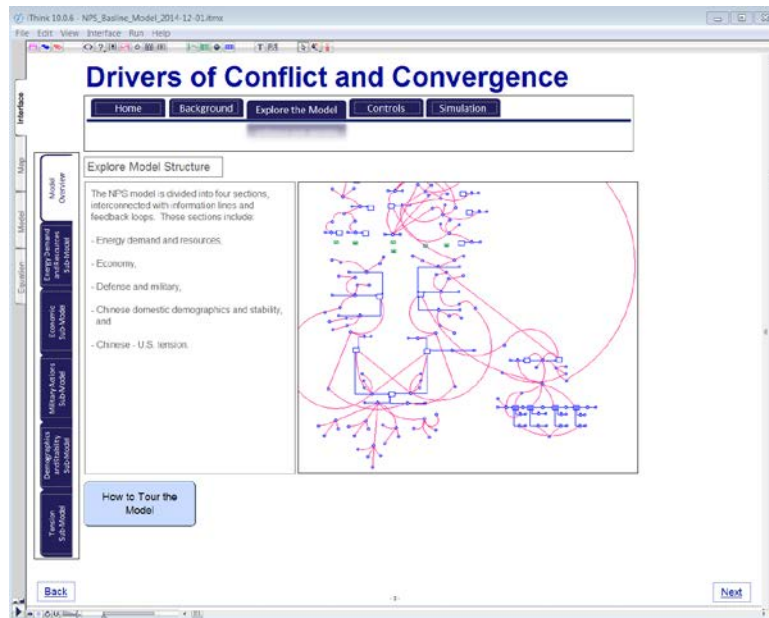 iThink 10.0.6 - NPS_Basline_Model_2014-12-01.itmx
File Edit View Interface Run Help
Drivers of Conflict and Convergence
Home Background Explore the Model Controls Simulation
Interface
Map
Model
Equation
Model
Overview
Energy Demand
and Resources
Sub-Model
Economic
Sub-Model
Military Actions
Sub-Model
Demographics
and Stability
Sub-Model
Tension
Sub-Model
Explore Model Structure
The NPS model is divided into four sections,
interconnected with information lines and
feedback loops. These sections include:
- Energy demand and resources,
- Economy,
- Defense and military,
- Chinese domestic demographics and stability,
and
- Chinese - U.S. tension.
How to Tour the
Model
Back
Next